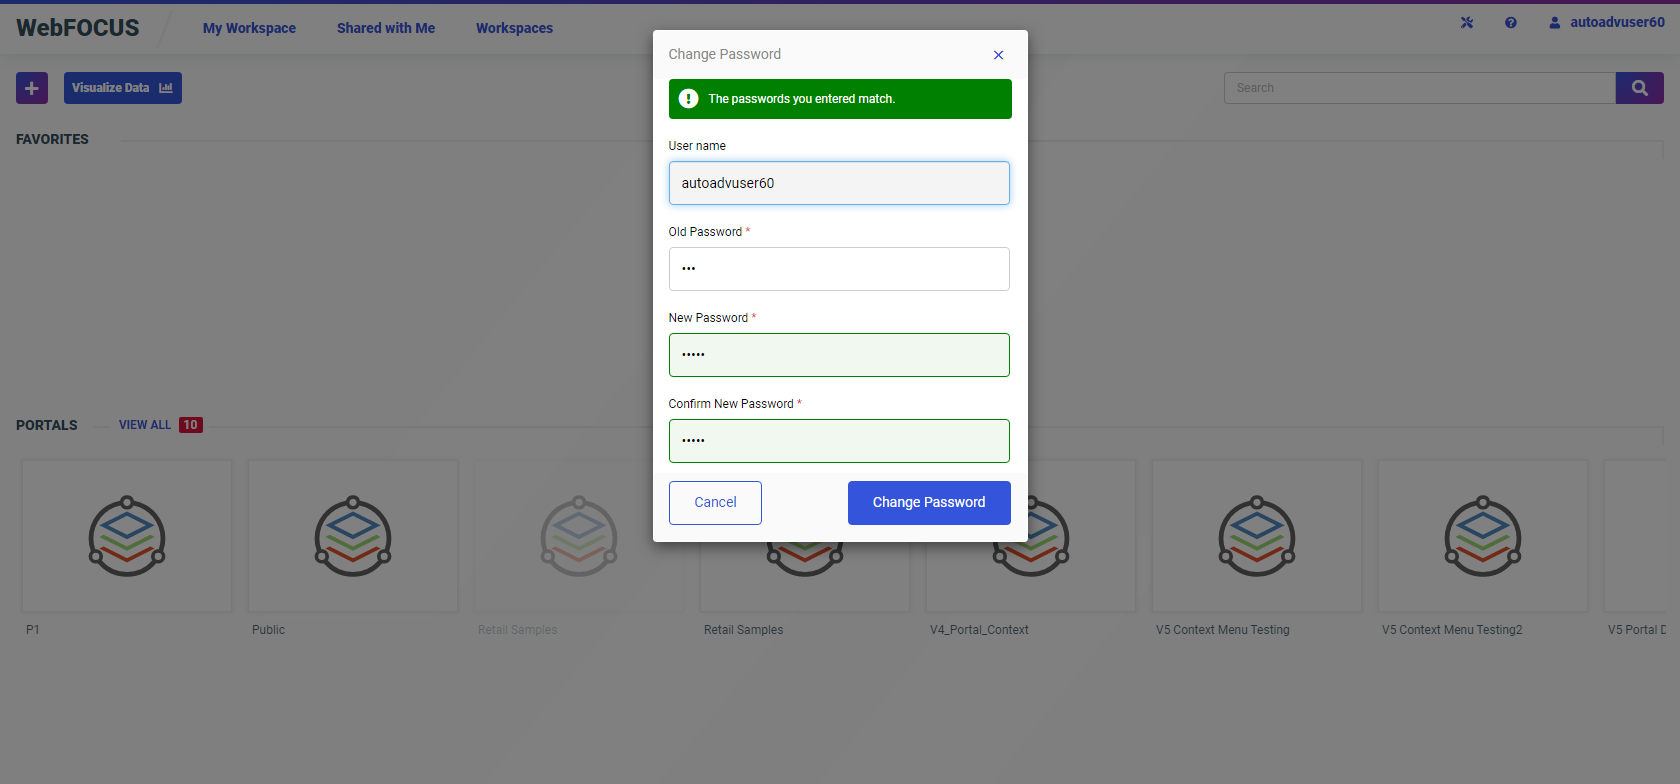 WebFOCUS
My Workspace
Shared with Me
Workspaces
autoadvuser60
Visualize Data
Search
FAVORITES
Change Password
The passwords you entered match.
User name
autoadvuser60
Old Password *
•••
New Password *
•••••
Confirm New Password *
•••••
Cancel
Change Password
PORTALS
VIEW ALL 10
P1
Public
Retail Samples
Retail Samples
V4_Portal_Context
V5 Context Menu Testing
V5 Context Menu Testing2
V5 Portal D